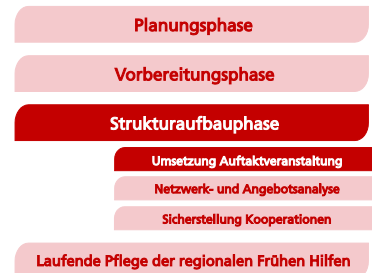 Planungsphase
Vorbereitungsphase
Strukturaufbauphase
Umsetzung Auftaktveranstaltung
Netzwerk- und Angebotsanalyse
Sicherstellung Kooperationen
Laufende Pflege der regionalen Frühen Hilfen